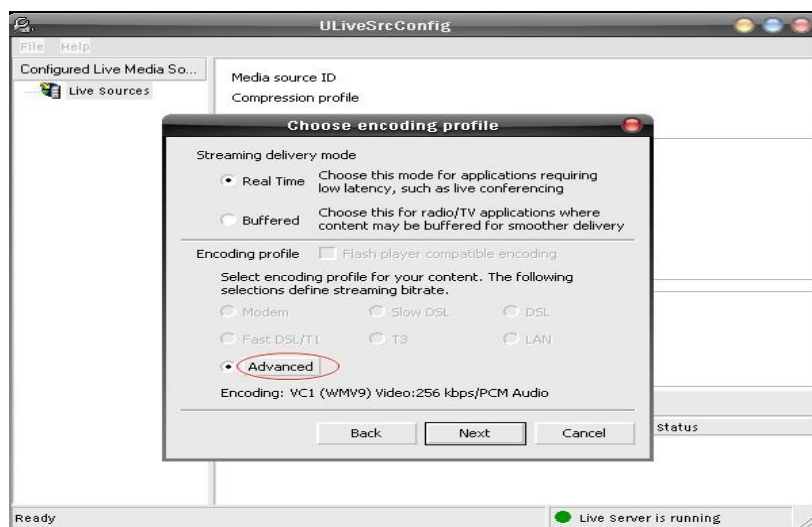 ULiveSrcConfig
File Help
Configured Live Media So...
Live Sources
Media source ID
Compression profile
Choose encoding profile
Streaming delivery mode
Real Time
Choose this mode for applications requiring
low latency, such as live conferencing
Buffered
Choose this for radio/TV applications where
content may be buffered for smoother delivery
Encoding profile
Flash player compatible encoding
Select encoding profile for your content. The following
selections define streaming bitrate.
Modem Slow DSL DSL
Fast DSL/T1 T3 LAN
Advanced
Encoding: VC1 (WMV9) Video:256 kbps/PCM Audio
Back Next Cancel
Status
Ready
Live Server is running